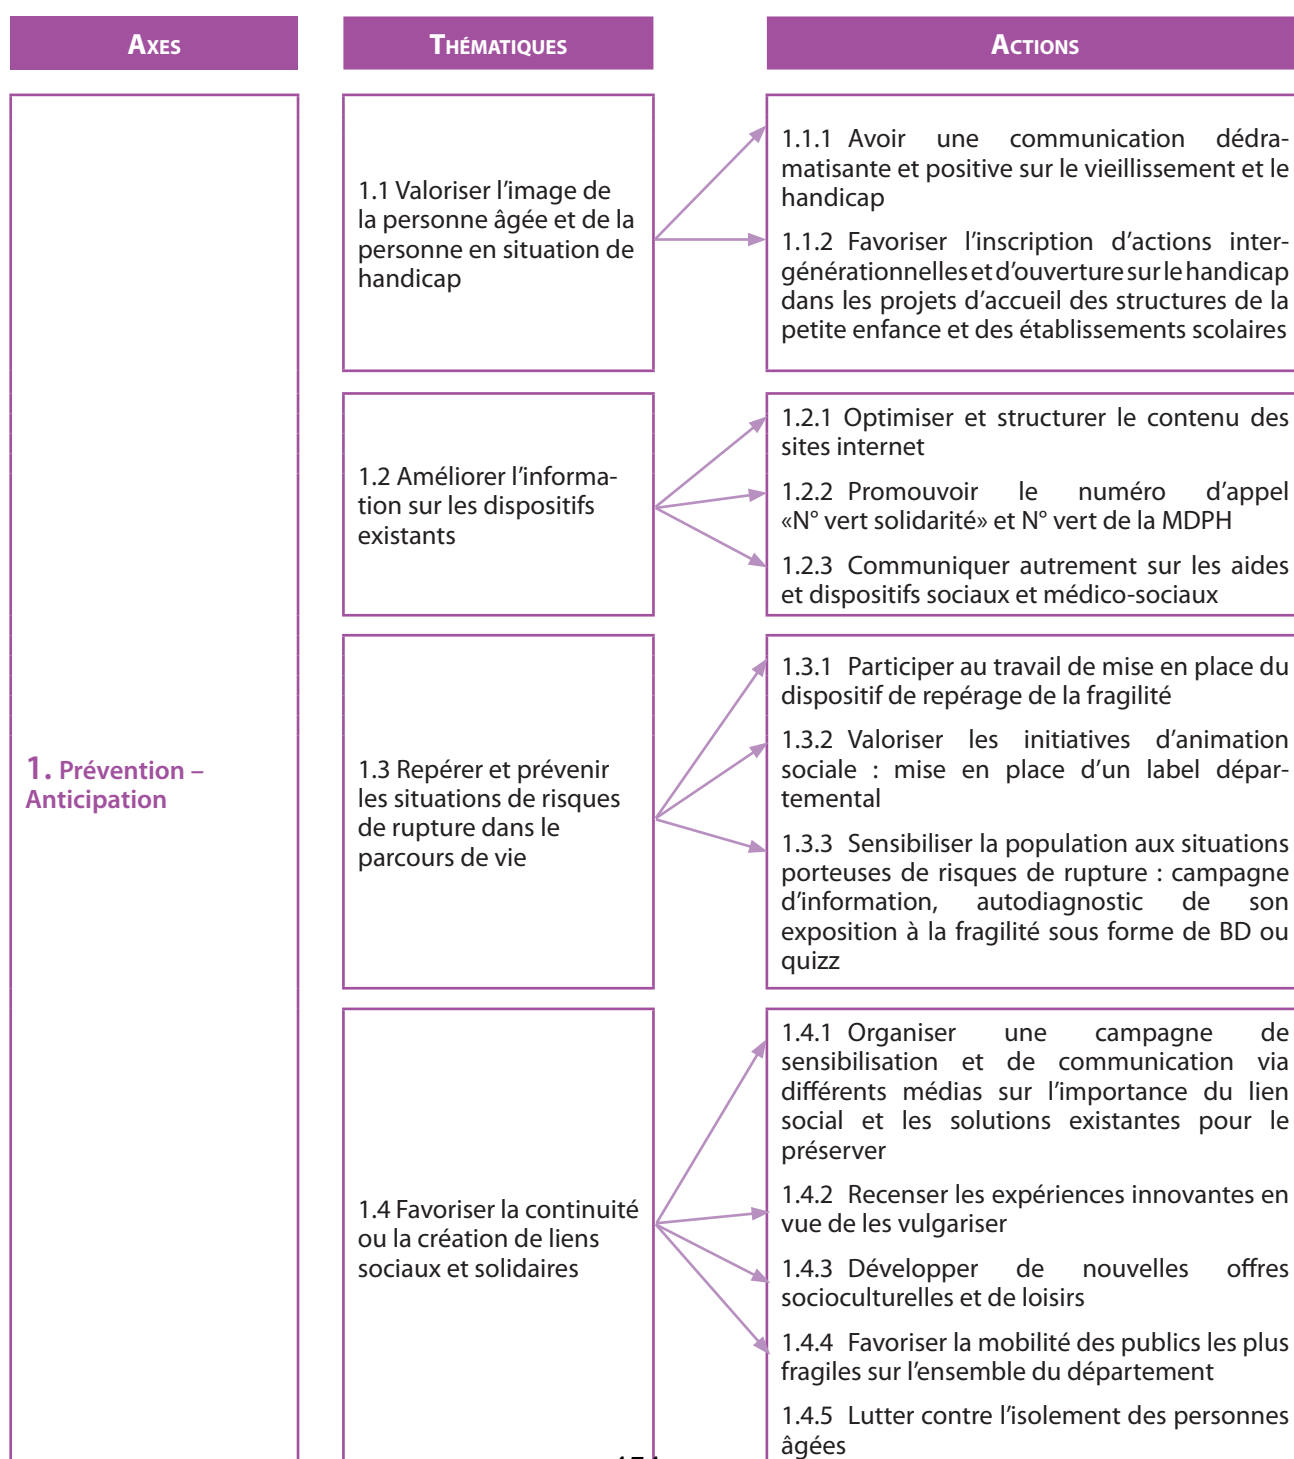 AXES
THÉMATIQUES
ACTIONS
1. Prévention –
Anticipation
1.1 Valoriser l’image de
la personne âgée et de la
personne en situation de
handicap
1.1.1 Avoir une communication dédra-
matisante et positive sur le vieillissement et le
handicap
1.1.2 Favoriser l’inscription d’actions inter-
générationnelles et d’ouverture sur le handicap
dans les projets d’accueil des structures de la
petite enfance et des établissements scolaires
1.2 Améliorer l’informa-
tion sur les dispositifs
existants
1.2.1 Optimiser et structurer le contenu des
sites internet
1.2.2 Promouvoir le numéro d’appel
«N° vert solidarité» et N° vert de la MDPH
1.2.3 Communiquer autrement sur les aides
et dispositifs sociaux et médico-sociaux
1.3 Repérer et prévenir
les situations de risques
de rupture dans le
parcours de vie
1.3.1 Participer au travail de mise en place du
dispositif de repérage de la fragilité
1.3.2 Valoriser les initiatives d’animation
sociale : mise en place d’un label dépar-
temental
1.3.3 Sensibiliser la population aux situations
porteuses de risques de rupture : campagne
d’information, autodiagnostic de son
exposition à la fragilité sous forme de BD ou
quizz
1.4 Favoriser la continuité
ou la création de liens
sociaux et solidaires
1.4.1 Organiser une campagne de
sensibilisation et de communication via
différents médias sur l’importance du lien
social et les solutions existantes pour le
préserver
1.4.2 Recenser les expériences innovantes en
vue de les vulgariser
1.4.3 Développer de nouvelles offres
socioculturelles et de loisirs
1.4.4 Favoriser la mobilité des publics les plus
fragiles sur l’ensemble du département
1.4.5 Lutter contre l’isolement des personnes
âgées